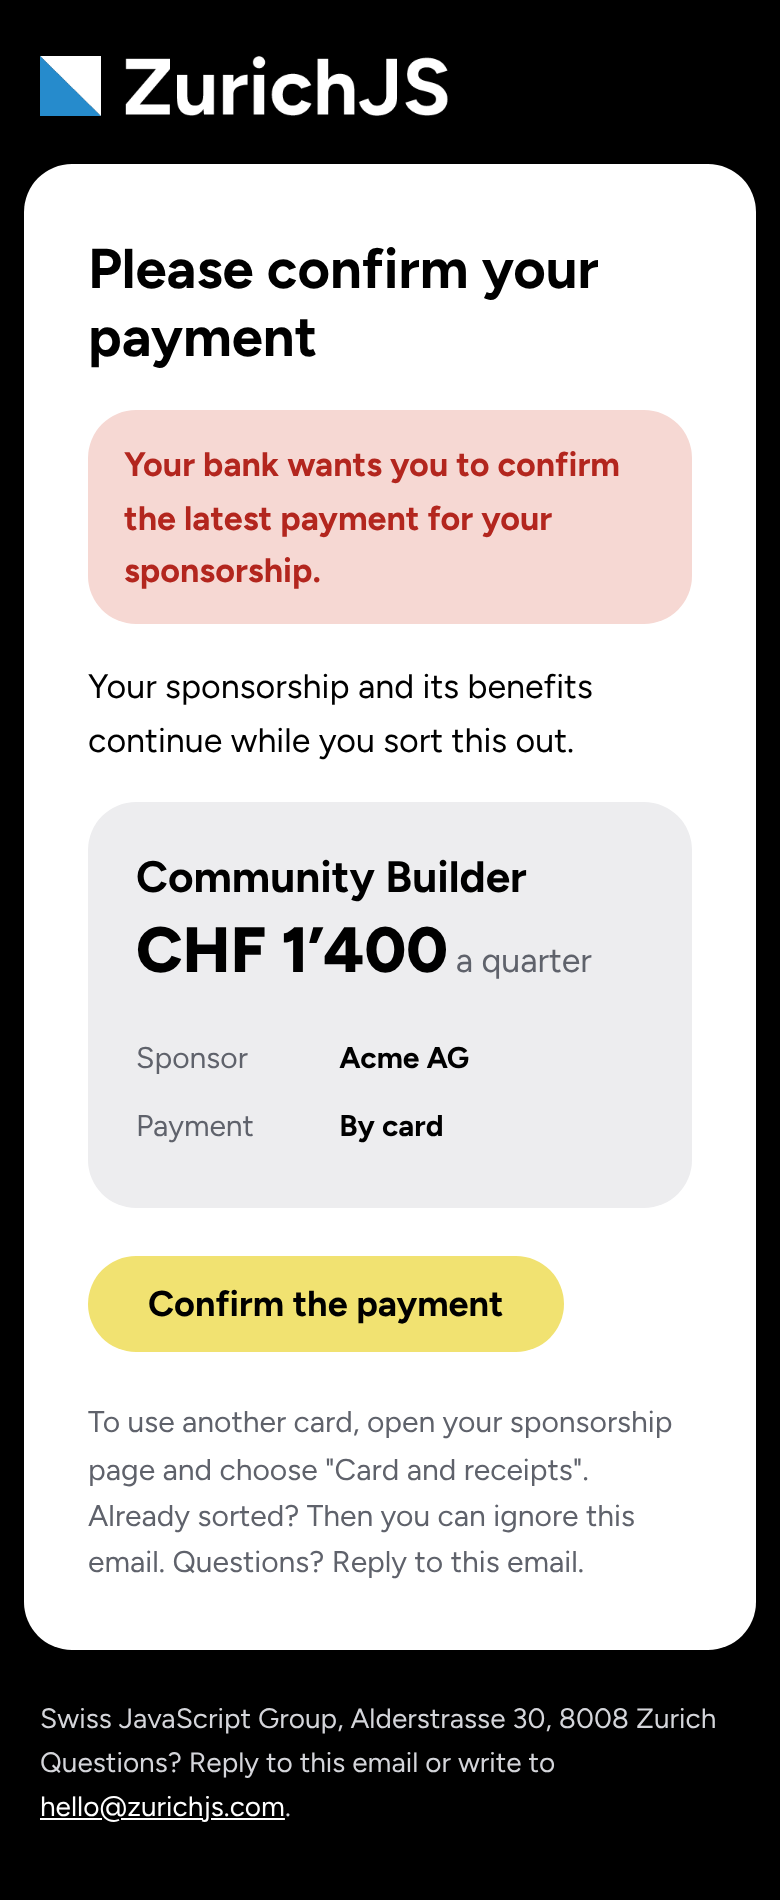 ZurichJS
Please confirm your
payment
Your bank wants you to confirm
the latest payment for your
sponsorship.
Your sponsorship and its benefits
continue while you sort this out.
Community Builder
CHF 1’400 a quarter
Sponsor Acme AG
Payment By card
Confirm the payment
To use another card, open your sponsorship
page and choose "Card and receipts".
Already sorted? Then you can ignore this
email. Questions? Reply to this email.
Swiss JavaScript Group, Alderstrasse 30, 8008 Zurich
Questions? Reply to this email or write to
hello@zurichjs.com.